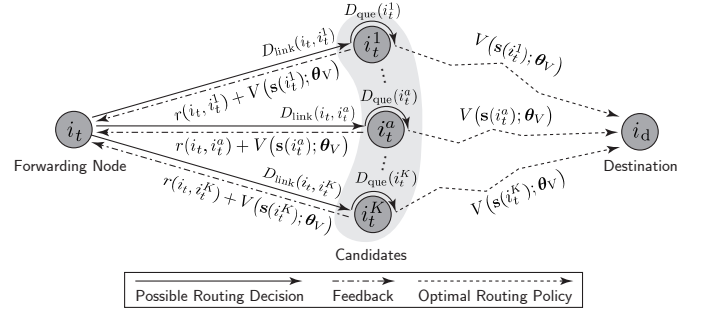 D_que(i_t^1)
D_link(i_t, i_t^1)
i_t^1
V(s(i_t^1); θ_V)
r(i_t, i_t^1) + V(s(i_t^1); θ_V)
⋮
D_que(i_t^a)
D_link(i_t, i_t^a)
V(s(i_t^a); θ_V)
i_t
i_t^a
i_d
r(i_t, i_t^a) + V(s(i_t^a); θ_V)
Forwarding Node
Destination
⋮
D_link(i_t, i_t^K)
D_que(i_t^K)
V(s(i_t^K); θ_V)
r(i_t, i_t^K) + V(s(i_t^K); θ_V)
i_t^K
Candidates
Possible Routing Decision
Feedback
Optimal Routing Policy